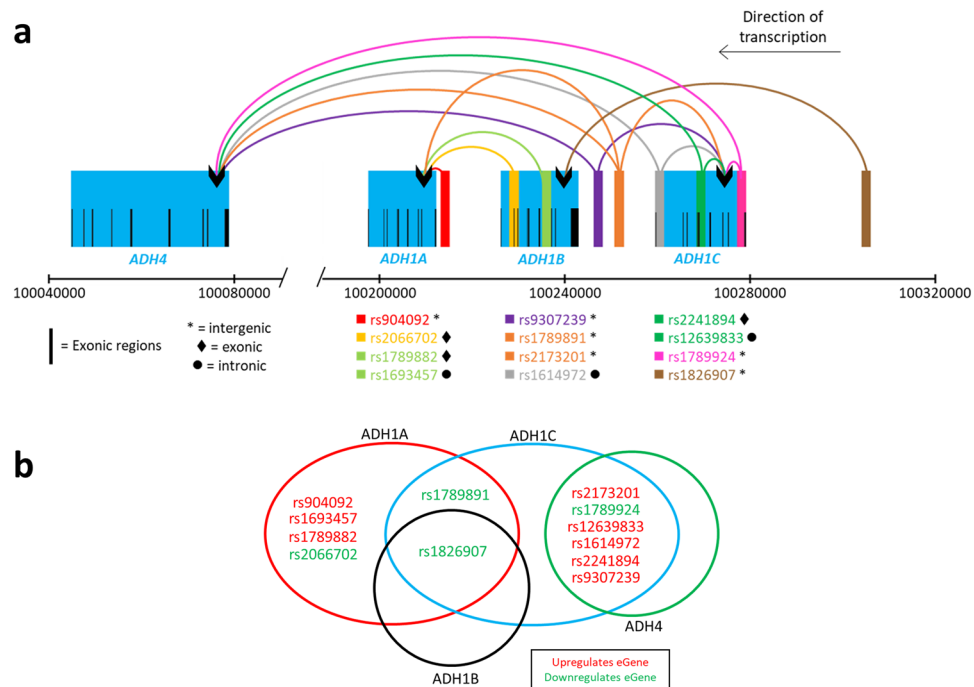 a
Direction of
transcription
ADH4
ADH1A
ADH1B
ADH1C
100040000
100080000
100200000
100240000
100280000
100320000
= Exonic regions
* = intergenic
♦ = exonic
● = intronic
rs904092 *
rs2066702 ♦
rs1789882 ♦
rs1693457 ●
rs9307239 *
rs1789891 *
rs2173201 *
rs1614972 ●
rs2241894 ♦
rs12639833 ●
rs1789924 *
rs1826907 *
b
ADH1A
ADH1C
rs904092
rs1693457
rs1789882
rs2066702
rs1789891
rs1826907
rs2173201
rs1789924
rs12639833
rs1614972
rs2241894
rs9307239
ADH4
ADH1B
Upregulates eGene
Downregulates eGene